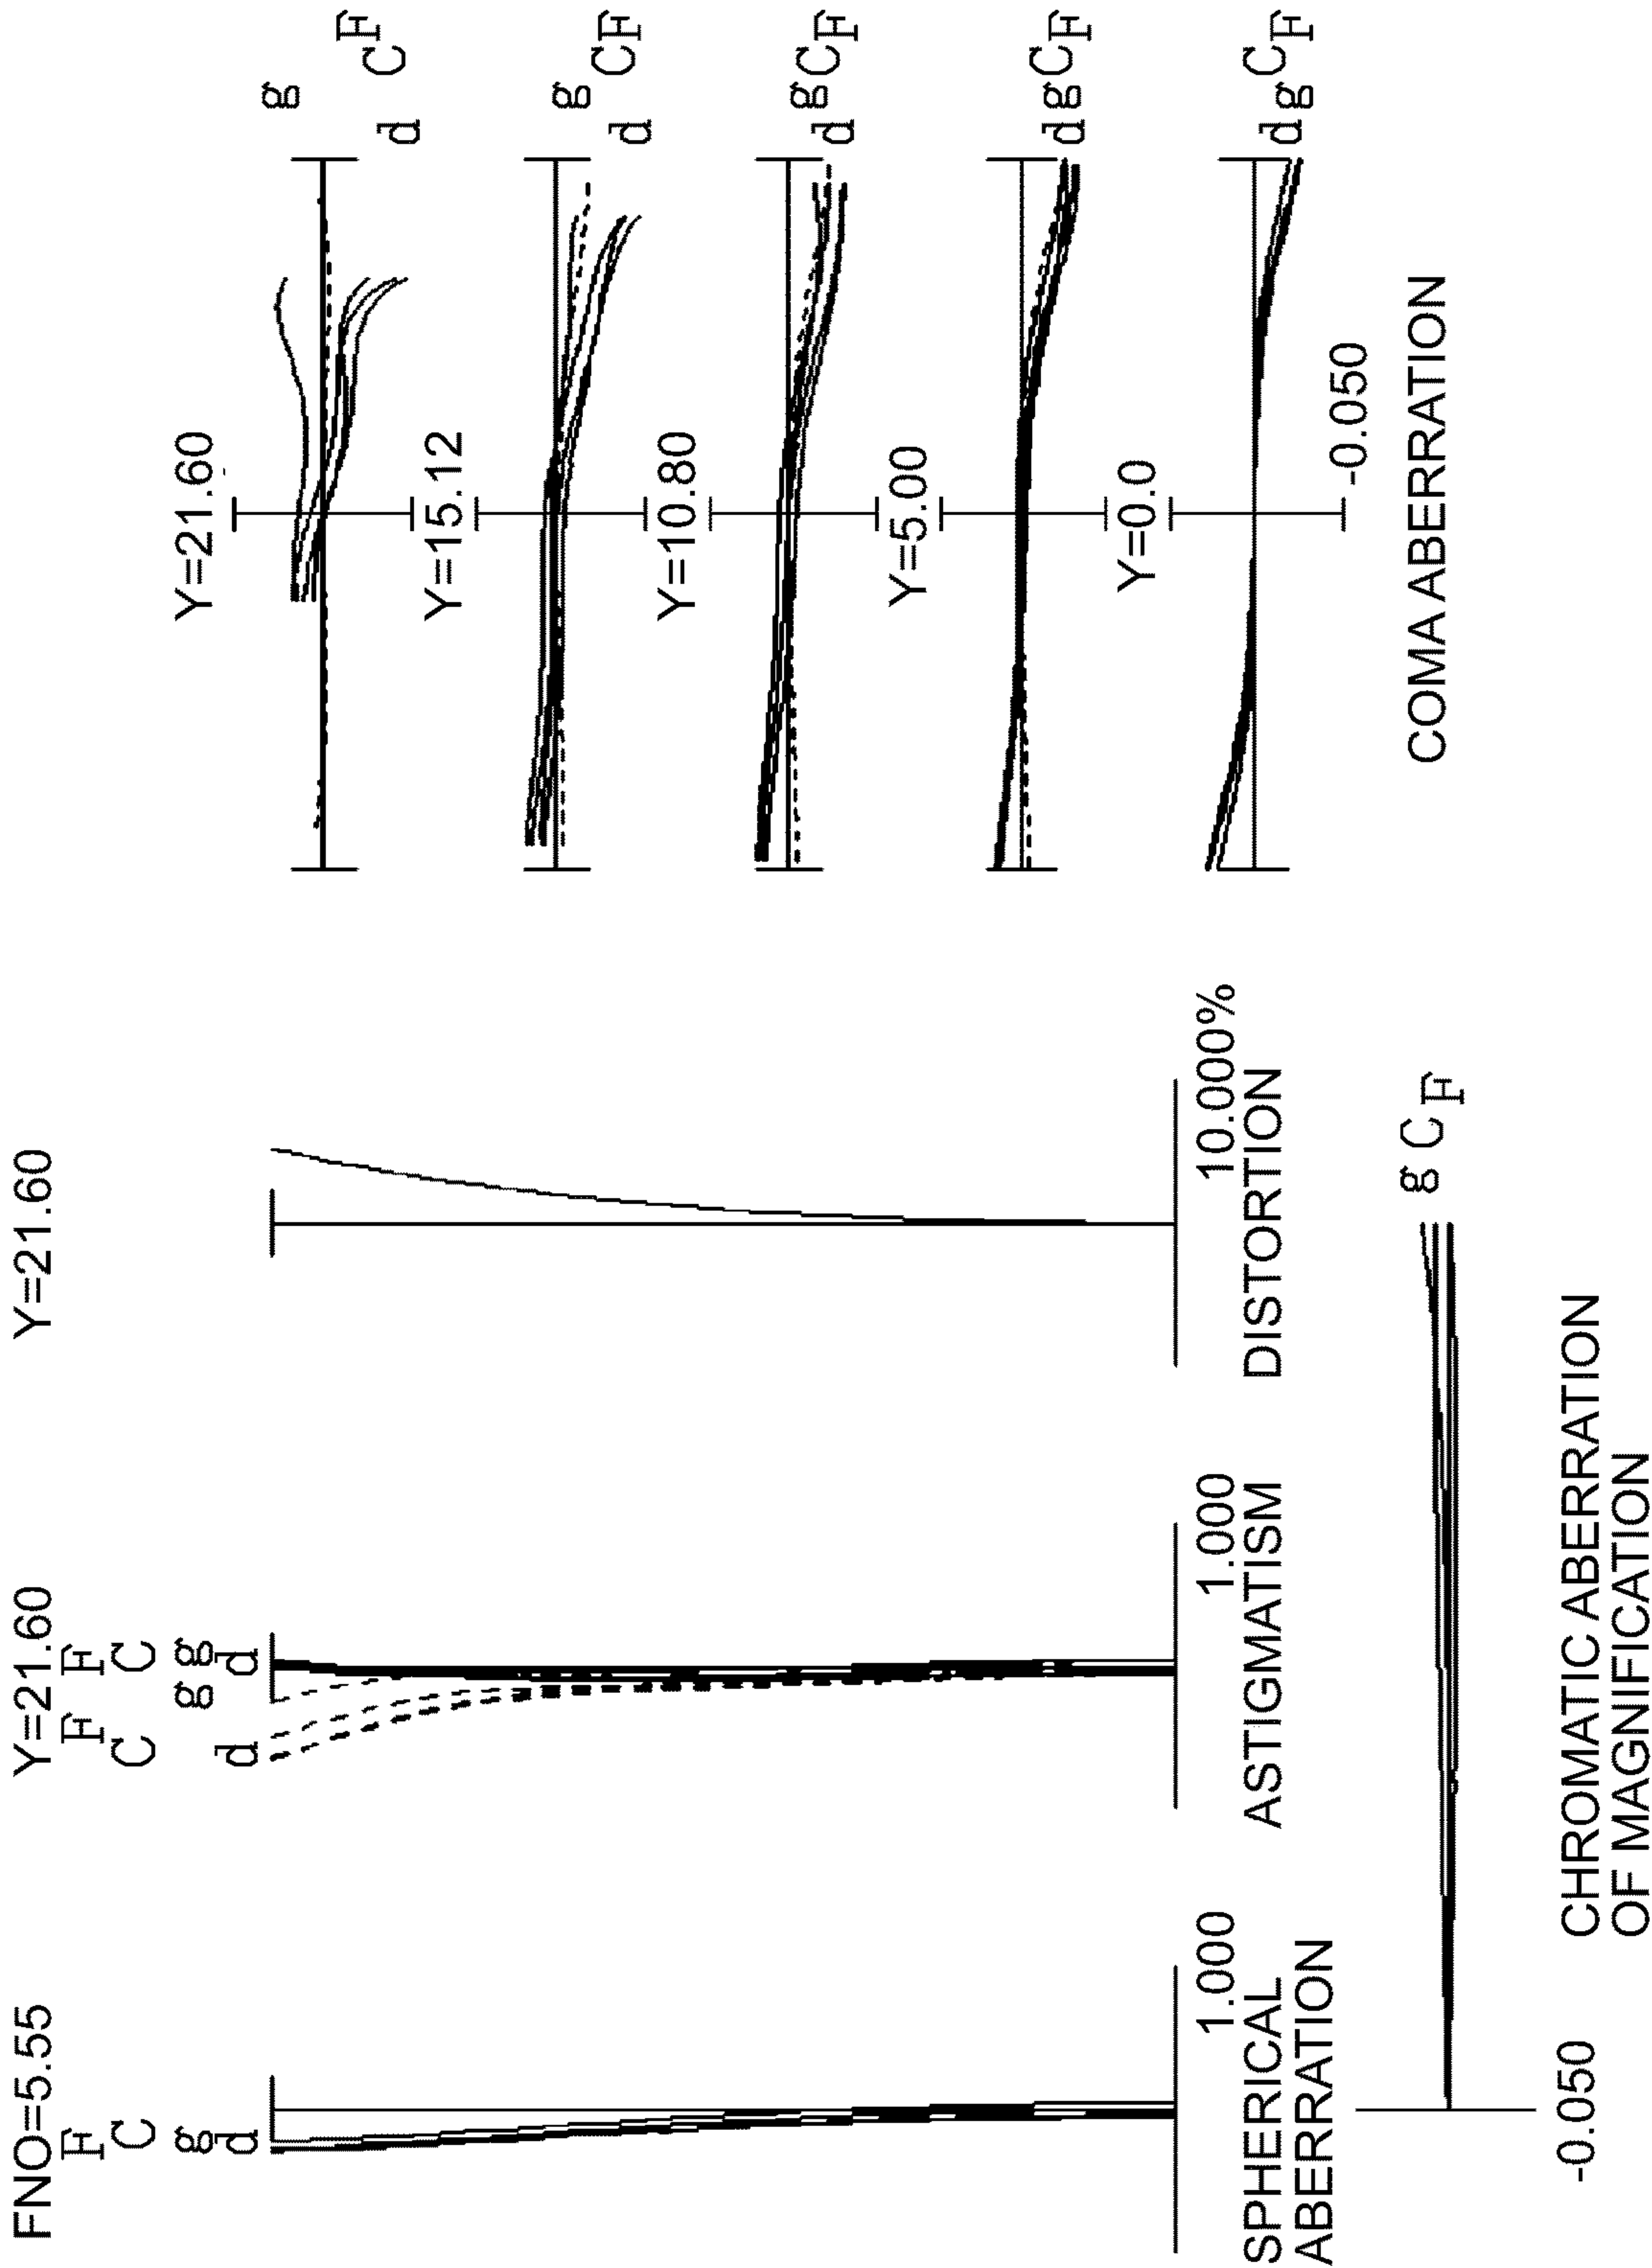 FNO=5.55
F
C
g
d
1.000
SPHERICAL
ABERRATION
Y=21.60
F F
C C
g g
d d
1.000
ASTIGMATISM
Y=21.60
10.000%
DISTORTION
Y=21.60
g
F
C
d
Y=15.12
g
F
C
d
Y=10.80
g
F
C
d
Y=5.00
F
C
g
d
Y=0.0
F
C
g
d
-0.050
COMA ABERRATION
g
C
F
-0.050
CHROMATIC ABERRATION
OF MAGNIFICATION